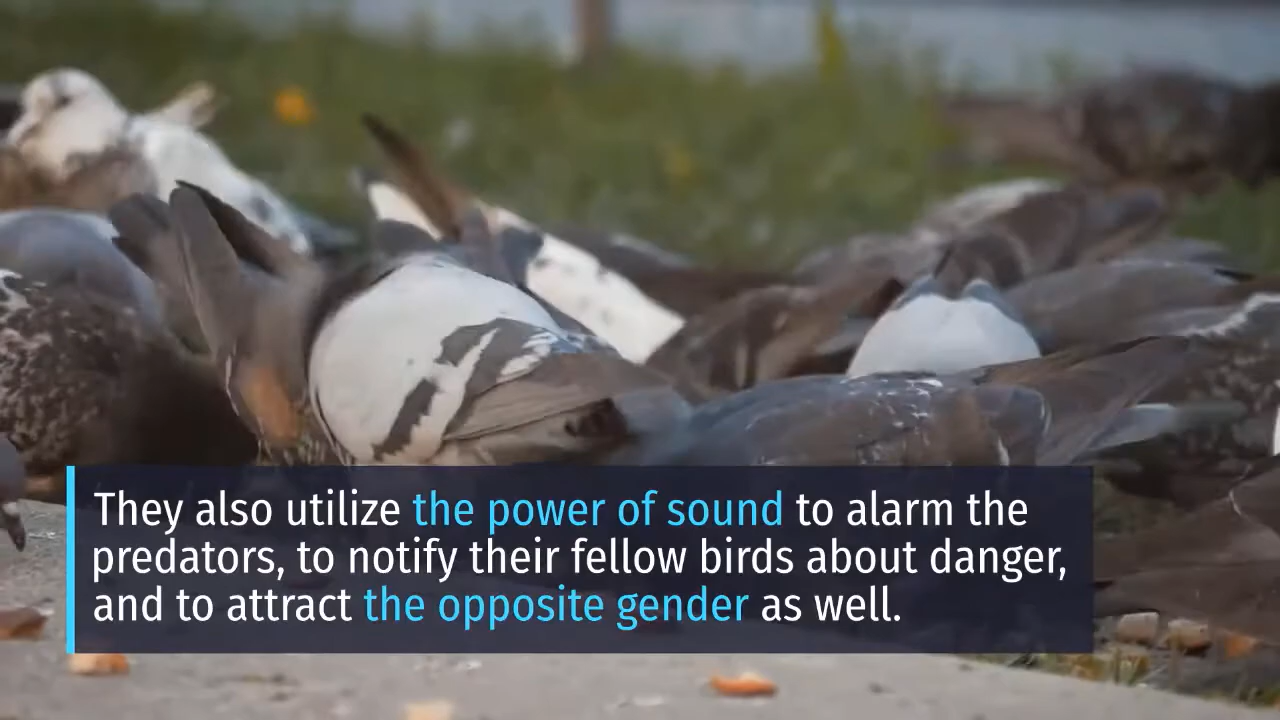 They also utilize the power of sound to alarm the
predators, to notify their fellow birds about danger,
and to attract the opposite gender as well.